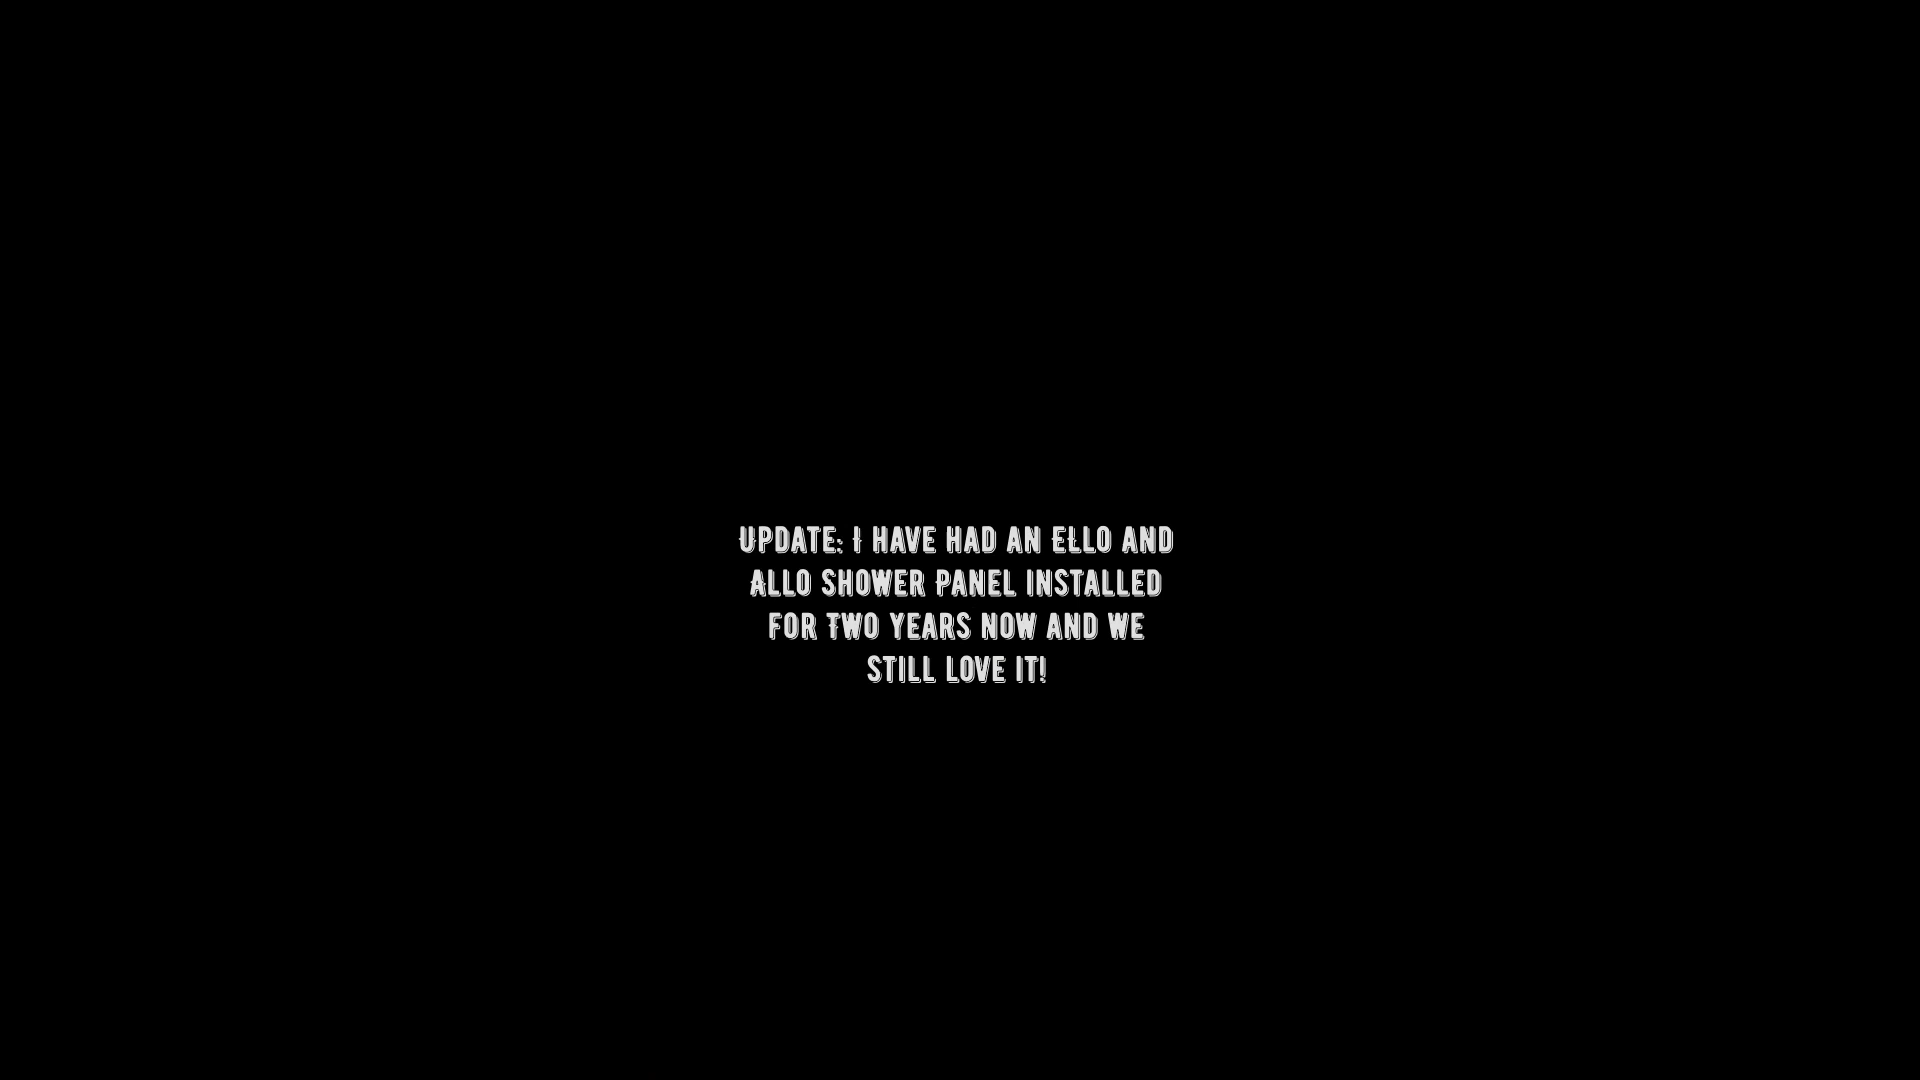 Update: I have had an Ello and
Allo Shower Panel installed
for Two years now and we
still love it!